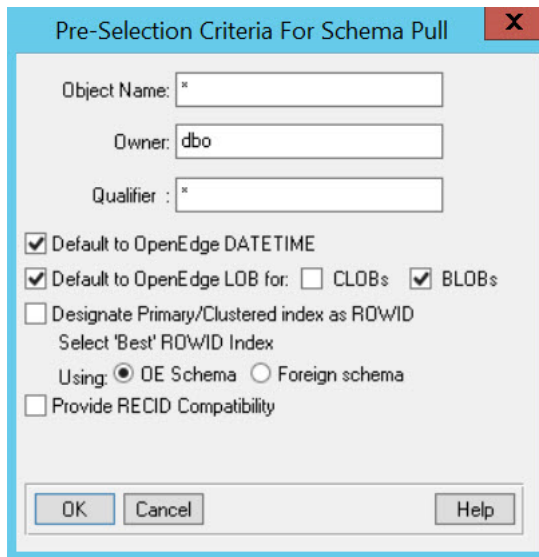 Pre-Selection Criteria For Schema Pull X
Object Name: *
Owner: dbo
Qualifier : *
Default to OpenEdge DATETIME
Default to OpenEdge LOB for: CLOBs BLOBs
Designate Primary/Clustered index as ROWID
Select 'Best' ROWID Index
Using: OE Schema Foreign schema
Provide RECID Compatibility
OK Cancel Help